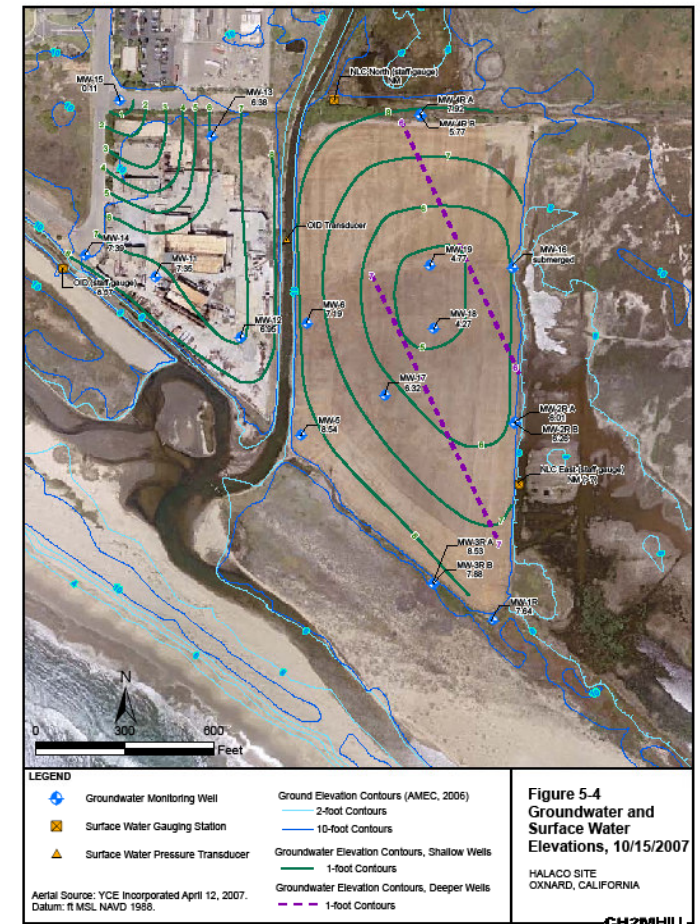 MW-15
0.11
MW-13
6.38
NLC North (staff gauge)
NM
MW-4R A
7.92
MW-4R B
5.77
MW-14
7.39
MW-11
7.35
OID (staff gauge)
OID Transducer
MW-19
4.77
MW-16
submerged
MW-6
7.19
MW-18
4.27
MW-12
6.95
MW-17
6.32
MW-5
8.54
MW-2R A
MW-2R B
NLC East (staff gauge)
MW-3R A
8.53
MW-3R B
7.88
MW-1R
7.64
N
0 300 600
Feet
LEGEND
Groundwater Monitoring Well
Surface Water Gauging Station
Surface Water Pressure Transducer
Aerial Source: YCE Incorporated April 12, 2007.
Datum: ft MSL NAVD 1988.
Ground Elevation Contours (AMEC, 2006)
2-foot Contours
10-foot Contours
Groundwater Elevation Contours, Shallow Wells
1-foot Contours
Groundwater Elevation Contours, Deeper Wells
1-foot Contours
Figure 5-4
Groundwater and
Surface Water
Elevations, 10/15/2007
HALACO SITE
OXNARD, CALIFORNIA
CH2MHILL